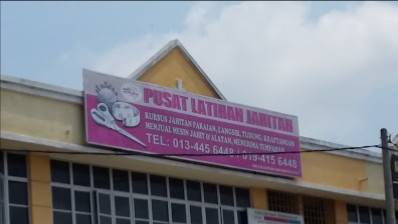 PUSAT LATIHAN JAHITAN
KURSUS JAHITAN PAKAIAN, LANGSIR, TUDUNG, KRAFTANGAN
MENJUAL MESIN JAHIT & ALATAN, MENERIMA TEMPAHAN
TEL: 013-445 6448 / 019-415 6448